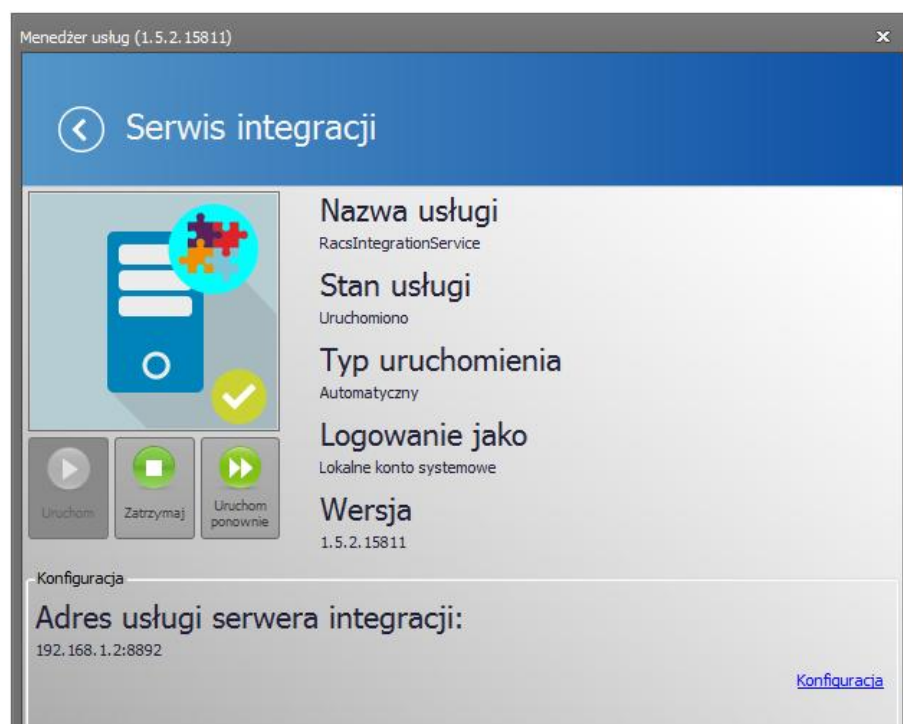 Menedżer usług (1.5.2.15811)
Serwis integracji
Nazwa usługi
RacsIntegrationService
Stan usługi
Uruchomiono
Typ uruchomienia
Automatyczny
Logowanie jako
Lokalne konto systemowe
Wersja
1.5.2.15811
Uruchom
Zatrzymaj
Uruchom
ponownie
Konfiguracja
Adres usługi serwera integracji:
192.168.1.2:8892
Konfiguracja